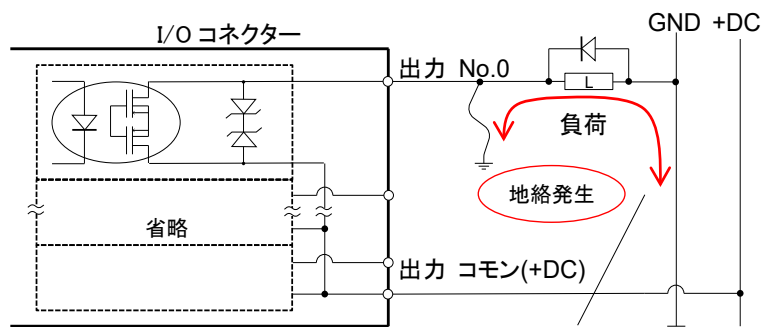 I/O コネクター
GND +DC
出力 No.0
L
負荷
地絡発生
省略
出力 コモン(+DC)